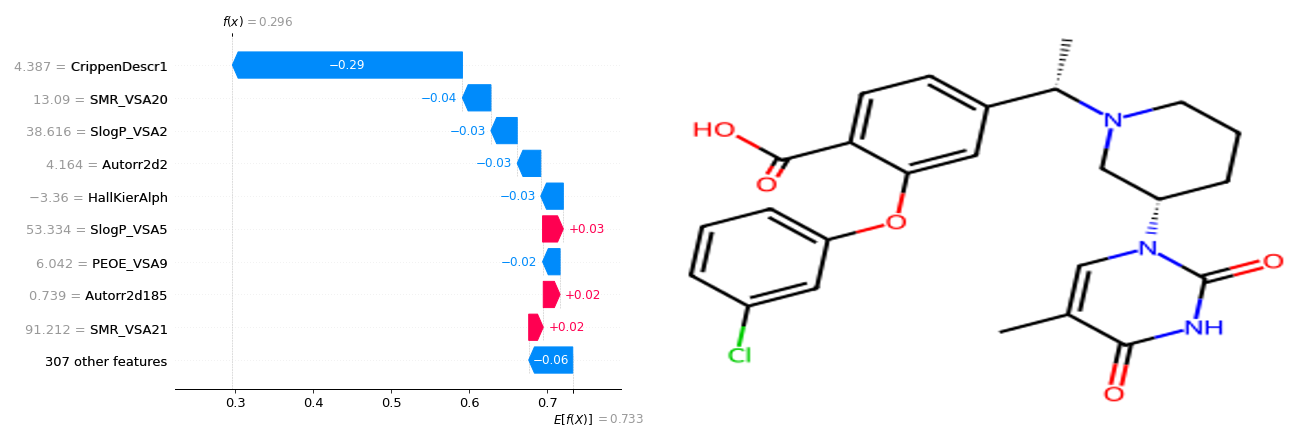 f(x) = 0.296
4.387 = CrippenDescr1
−0.29
13.09 = SMR_VSA20
−0.04
38.616 = SlogP_VSA2
−0.03
4.164 = Autorr2d2
−0.03
−3.36 = HallKierAlph
−0.03
53.334 = SlogP_VSA5
+0.03
6.042 = PEOE_VSA9
−0.02
0.739 = Autorr2d185
+0.02
91.212 = SMR_VSA21
+0.02
307 other features
−0.06
0.3 0.4 0.5 0.6 0.7
E[f(X)] = 0.733
HO
O
O
Cl
N
N
O
NH
O